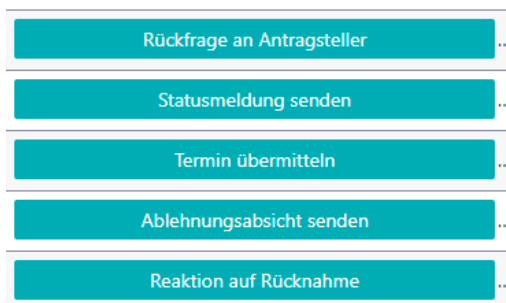 Rückfrage an Antragsteller ..
Statusmeldung senden ..
Termin übermitteln ..
Ablehnungsabsicht senden ..
Reaktion auf Rücknahme ..